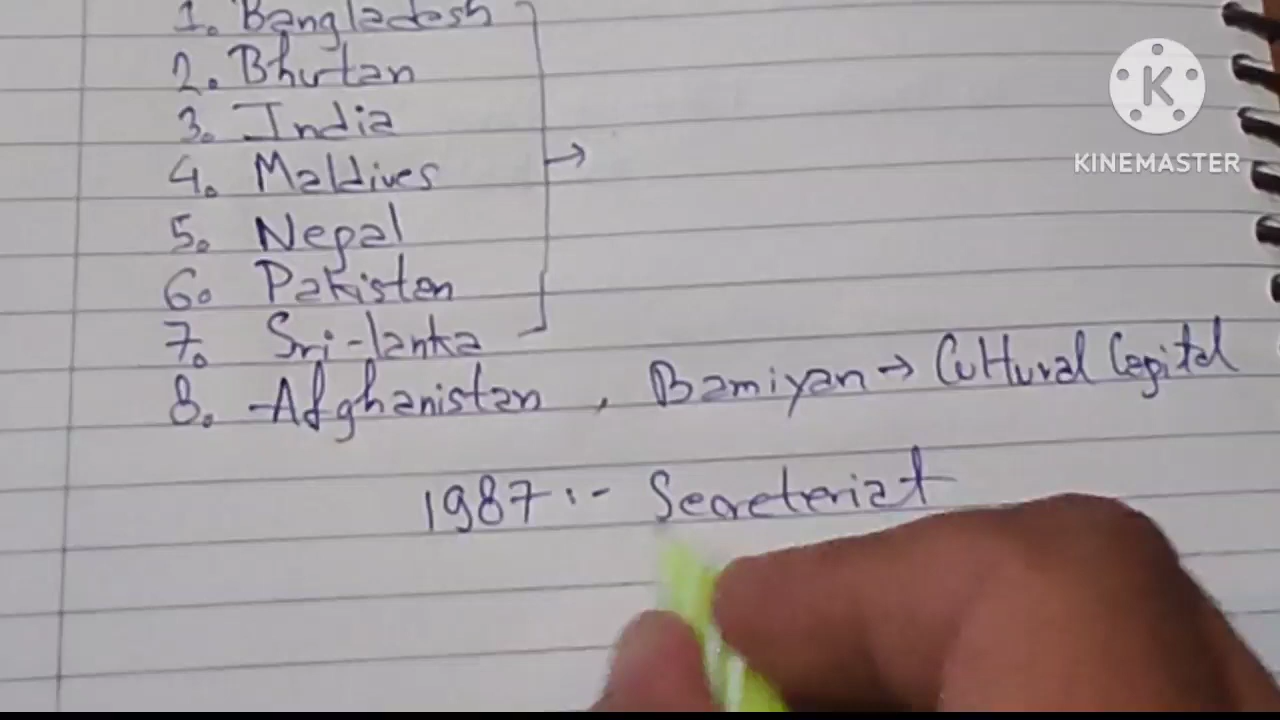 1. Bangladesh
2. Bhutan
3. India
4. Maldives
5. Nepal
6. Pakistan
7. Sri-lanka
8. Afghanistan, Bamiyan → Cultural Capital
1987:- Secreteriat
K
KINEMASTER